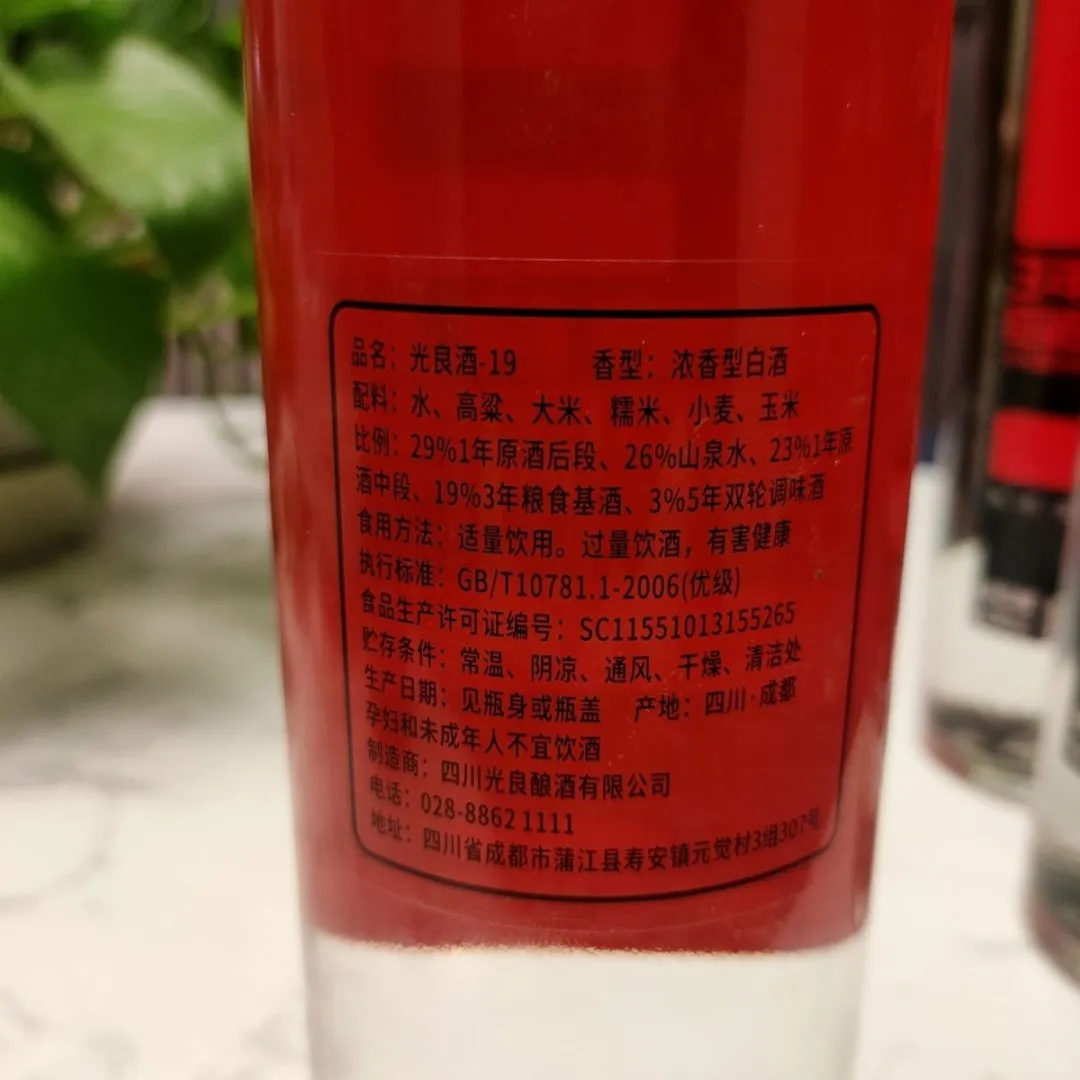 品名：光良酒-19 香型：浓香型白酒
配料：水、高粱、大米、糯米、小麦、玉米
比例：29%1年原酒后段、26%山泉水、23%1年原
酒中段、19%3年粮食基酒、3%5年双轮调味酒
食用方法：适量饮用。过量饮酒，有害健康
执行标准：GB/T10781.1-2006(优级)
食品生产许可证编号：SC11551013155265
贮存条件：常温、阴凉、通风、干燥、清洁处
生产日期：见瓶身或瓶盖 产地：四川·成都
孕妇和未成年人不宜饮酒
制造商：四川光良酿酒有限公司
电话：028-8862 1111
地址：四川省成都市蒲江县寿安镇元觉村3组307号